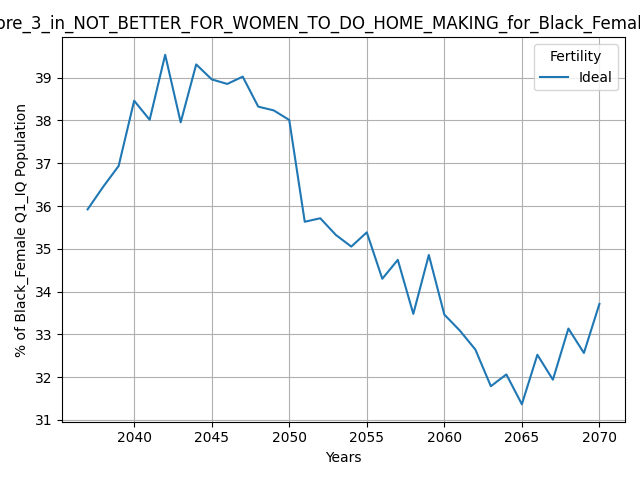 ore_3_in_NOT_BETTER_FOR_WOMEN_TO_DO_HOME_MAKING_for_Black_Femal
Fertility
Ideal
% of Black_Female Q1_IQ Population
39
38
37
36
35
34
33
32
31
2040 2045 2050 2055 2060 2065 2070
Years